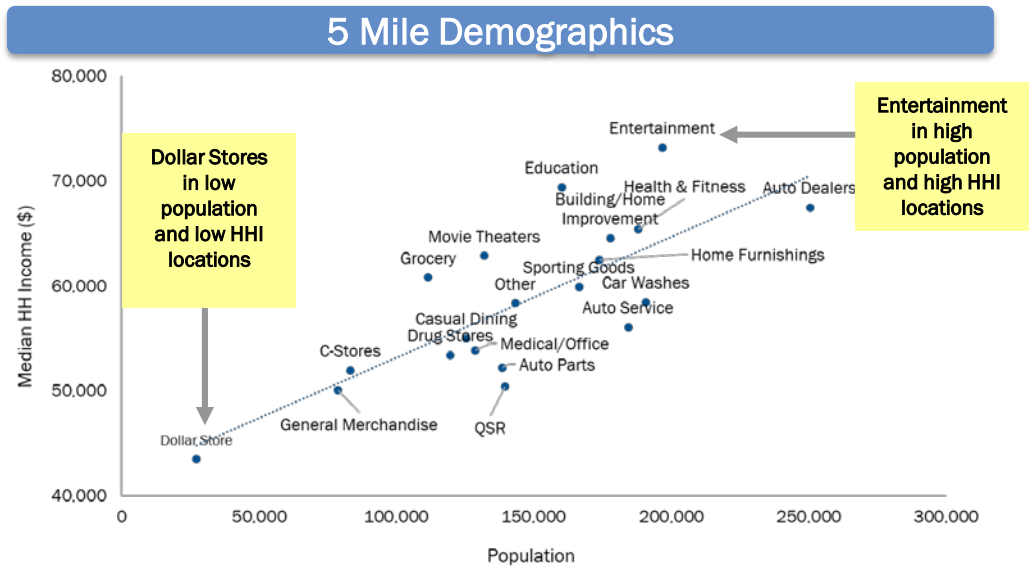 5 Mile Demographics
80,000
70,000
60,000
50,000
40,000
Median HH Income ($)
Dollar Stores
in low
population
and low HHI
locations
Entertainment
in high
population
and high HHI
locations
Entertainment
Education
Health & Fitness
Auto Dealers
Building/Home
Improvement
Movie Theaters
Grocery
Home Furnishings
Sporting Goods
Other
Car Washes
Auto Service
Casual Dining
Drug Stores
Medical/Office
C-Stores
Auto Parts
General Merchandise
QSR
Dollar Store
0
50,000
100,000
150,000
200,000
250,000
300,000
Population